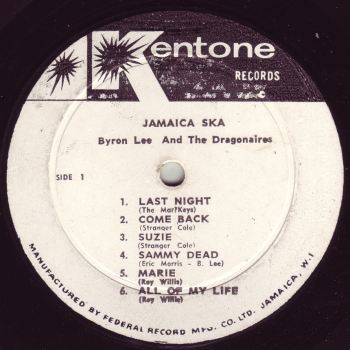 Kentone
RECORDS
JAMAICA SKA
Byron Lee And The Dragonaires
SIDE 1
1. LAST NIGHT
(The Mar?Keys)
2. COME BACK
(Stranger Cole)
3. SUZIE
(Stranger Cole)
4. SAMMY DEAD
(Eric Morris - B. Lee)
5. MARIE
(Roy Willis)
6. ALL OF MY LIFE
(Roy Willis)
MANUFACTURED BY FEDERAL RECORD MFG. CO. LTD. JAMAICA, W.I